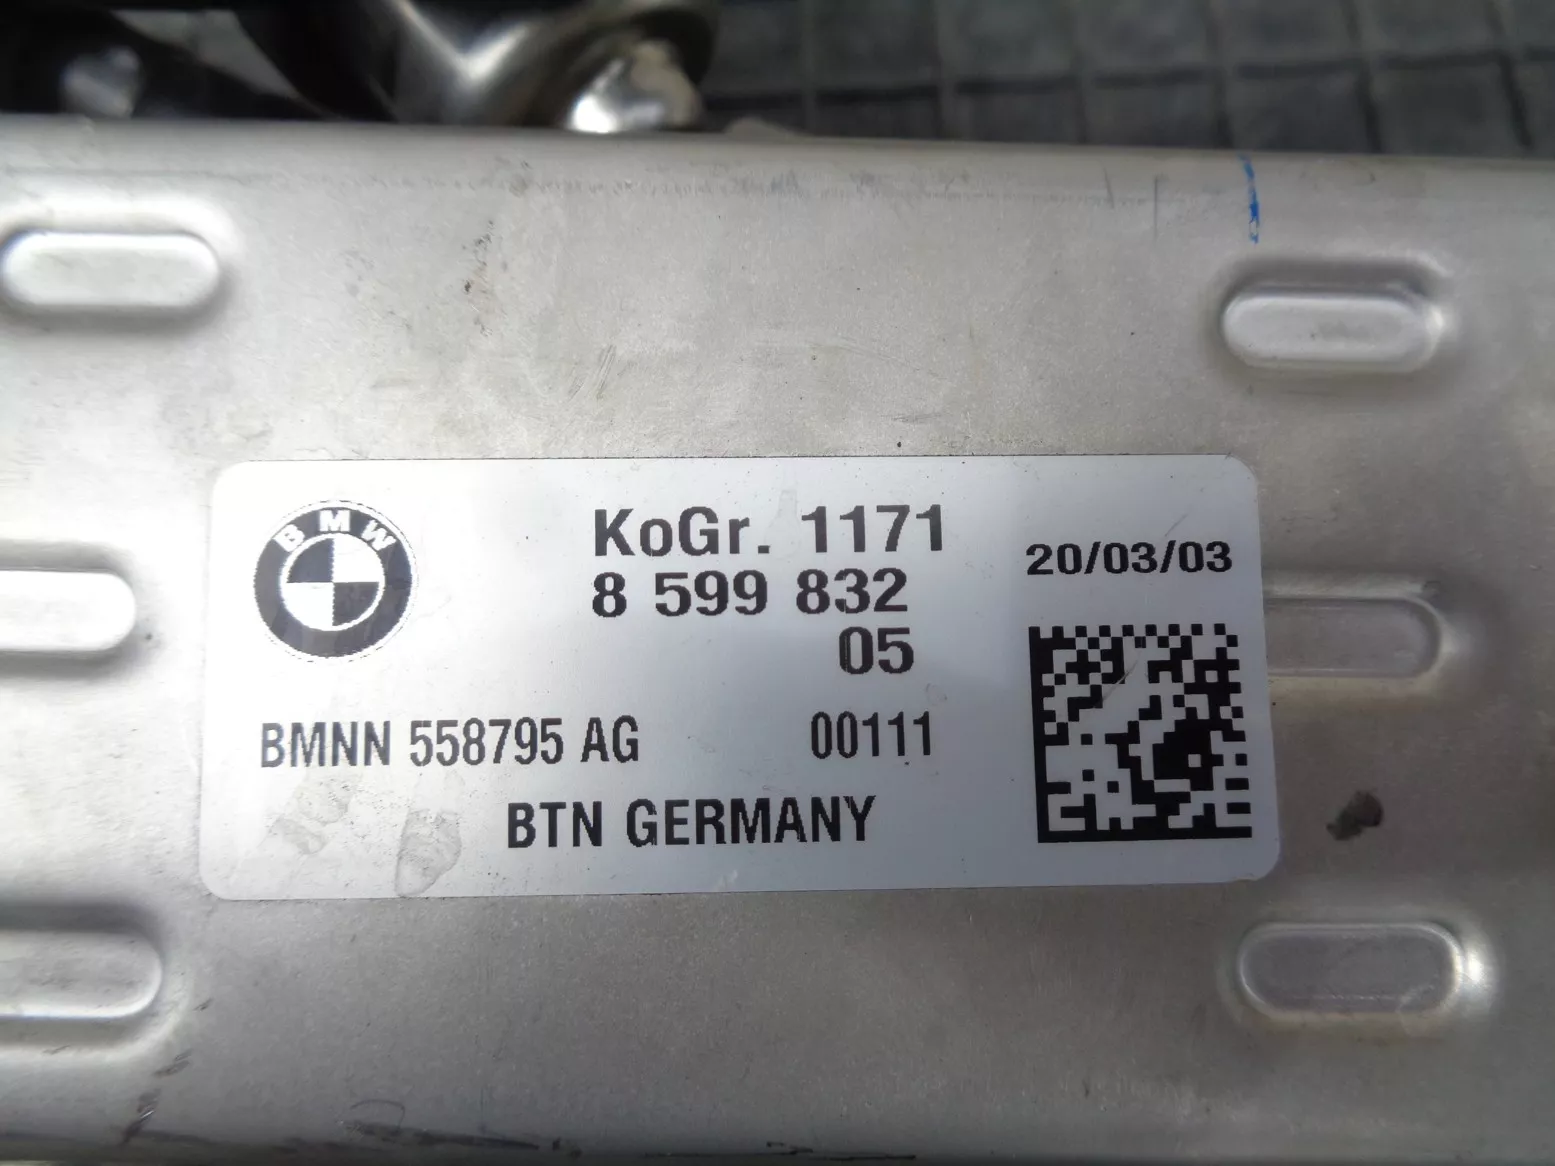 BMW
KoGr. 1171
8 599 832
05
20/03/03
BMNN 558795 AG 00111
BTN GERMANY